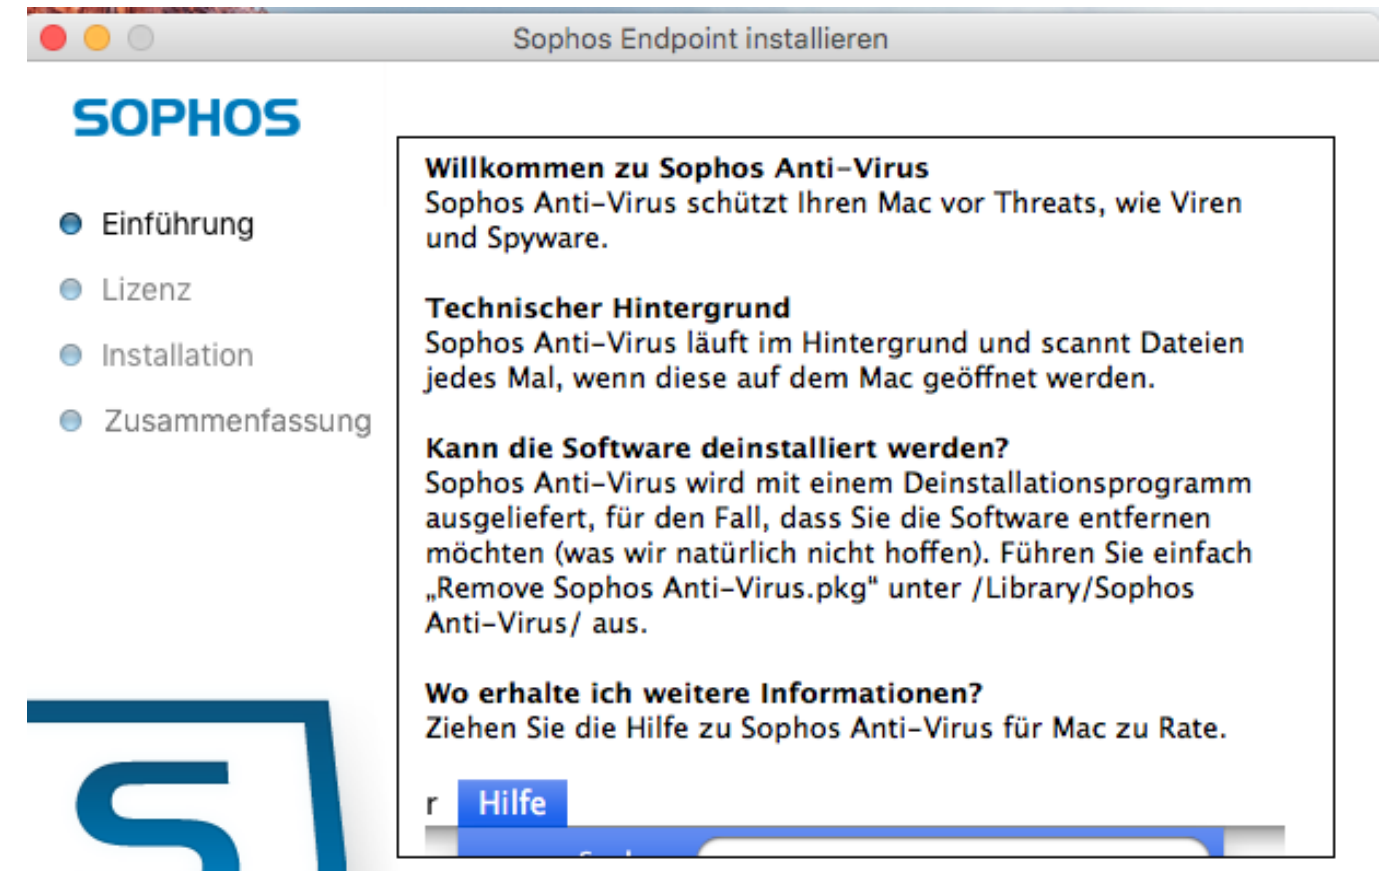 Sophos Endpoint installieren
SOPHOS
Einführung
Lizenz
Installation
Zusammenfassung
Willkommen zu Sophos Anti-Virus
Sophos Anti-Virus schützt Ihren Mac vor Threats, wie Viren
und Spyware.
Technischer Hintergrund
Sophos Anti-Virus läuft im Hintergrund und scannt Dateien
jedes Mal, wenn diese auf dem Mac geöffnet werden.
Kann die Software deinstalliert werden?
Sophos Anti-Virus wird mit einem Deinstallationsprogramm
ausgeliefert, für den Fall, dass Sie die Software entfernen
möchten (was wir natürlich nicht hoffen). Führen Sie einfach
„Remove Sophos Anti-Virus.pkg" unter /Library/Sophos
Anti-Virus/ aus.
Wo erhalte ich weitere Informationen?
Ziehen Sie die Hilfe zu Sophos Anti-Virus für Mac zu Rate.
r Hilfe
S